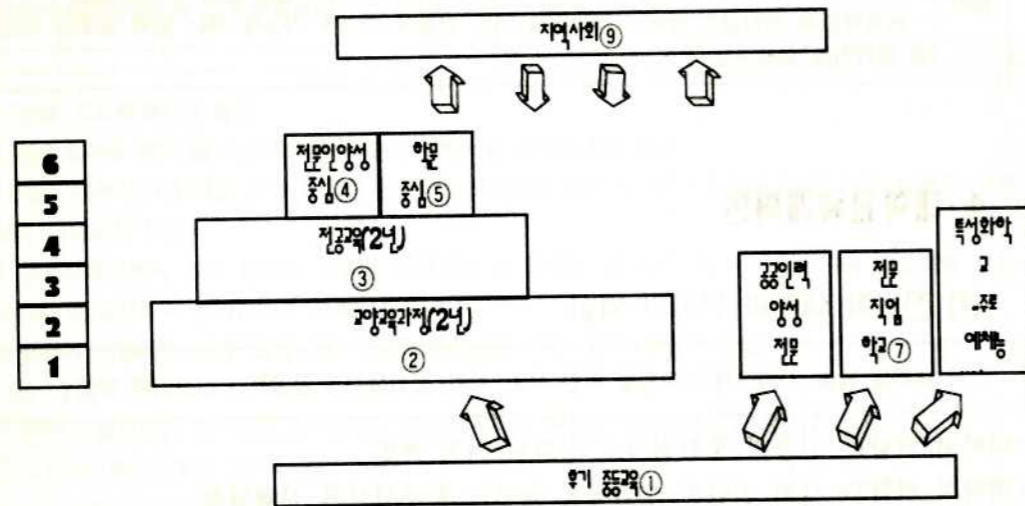 지역사회⑨
6
5
4
3
2
1
전문인양성
중심④
학문
중심⑤
전공교육(2년)
③
교양교육과정(2년)
②
공공인력
양성
전문
전문
직업
학교⑦
특성화학
교
-주로
예체능
후기 중등교육①